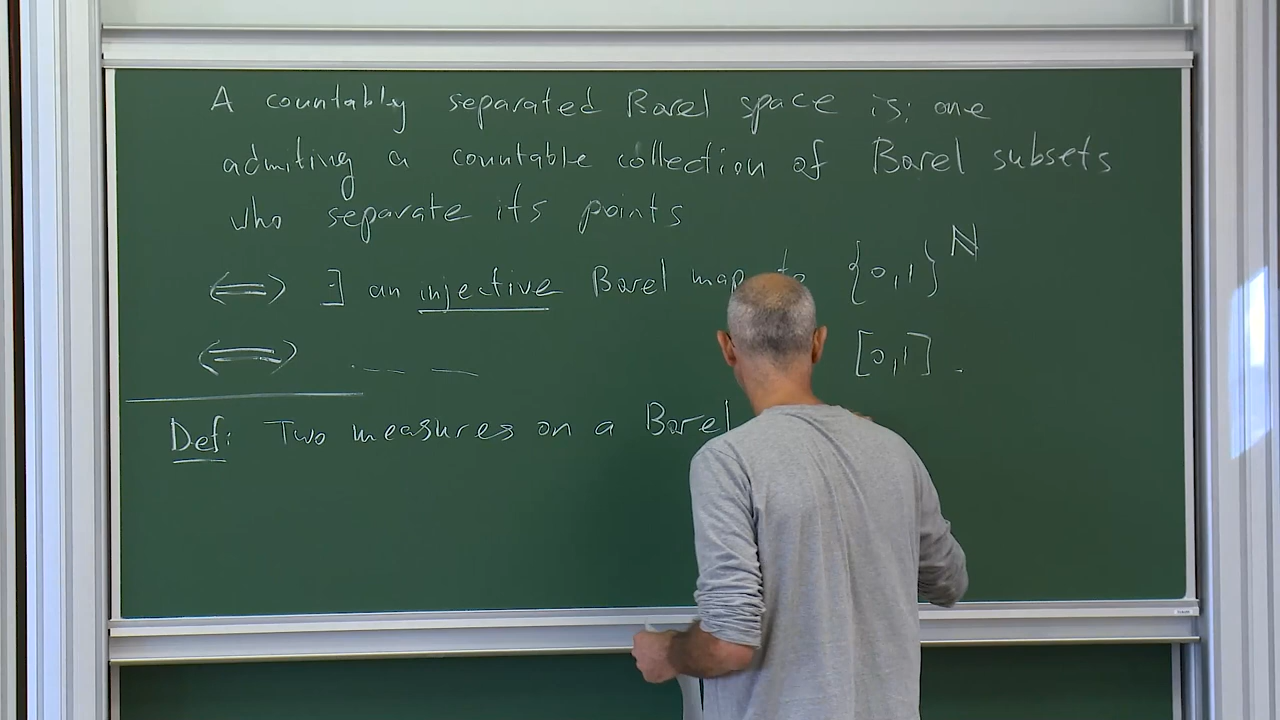 A countably separated Borel space is: one
admiting a countable collection of Borel subsets
who separate its points
⟺ ∃ an injective Borel map to {0,1}^ℕ
⟺ .... [0,1].
Def: Two measures on a Borel